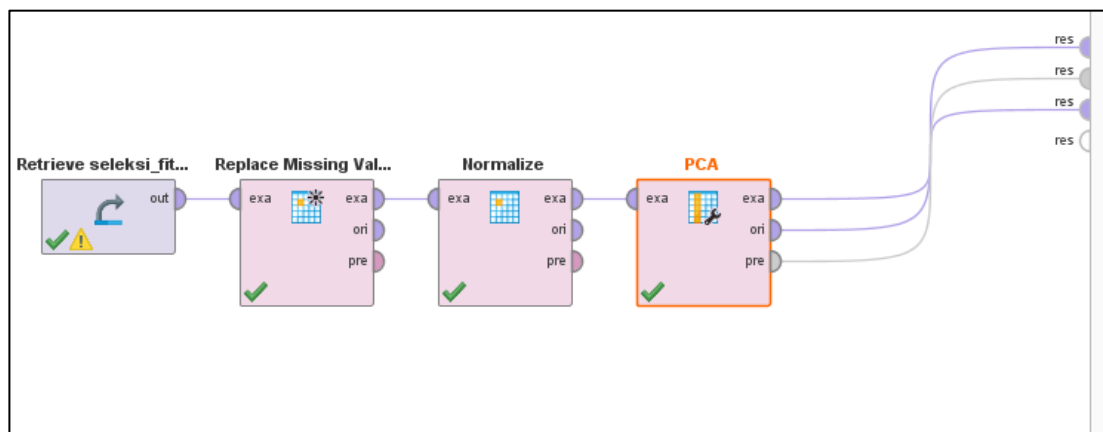 res
res
res
res
Retrieve seleksi_fit...
Replace Missing Val...
Normalize
PCA
out
exa
exa
ori
pre
exa
exa
ori
pre
exa
exa
ori
pre